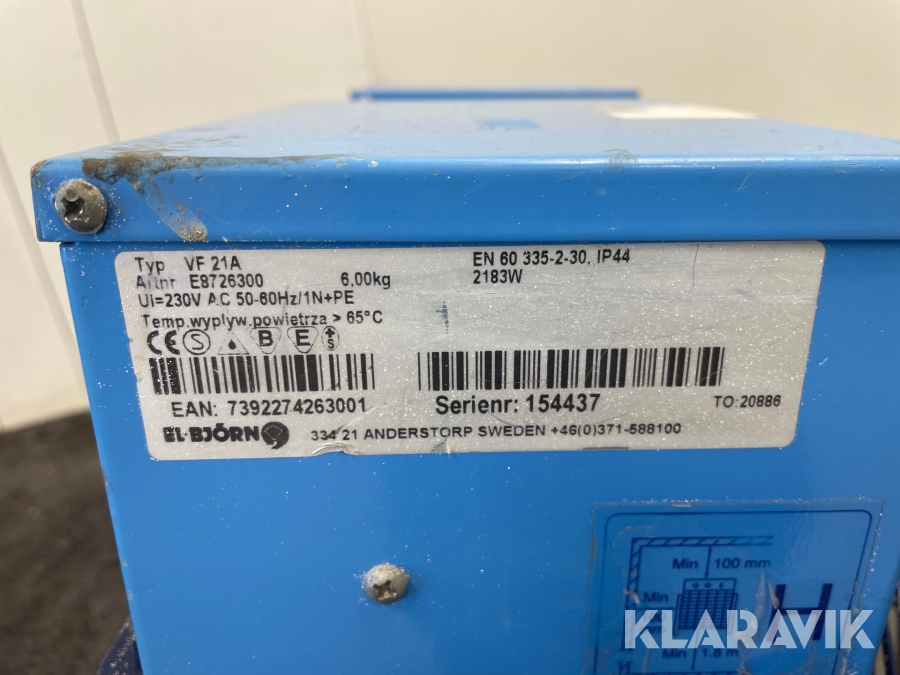 Typ VF 21A
Artnr E8726300 6,00kg
Ui=230V AC 50-60Hz/1N+PE
Temp.wyplyw.powietrza > 65°C
EN 60 335-2-30, IP44
2183W
CE S B E S
EAN: 7392274263001
Serienr: 154437
TO:20886
EL·BJÖRN
334 21 ANDERSTORP SWEDEN +46(0)371-588100
Min 100 mm
Min
Min 1.8 m
KLARAVIK